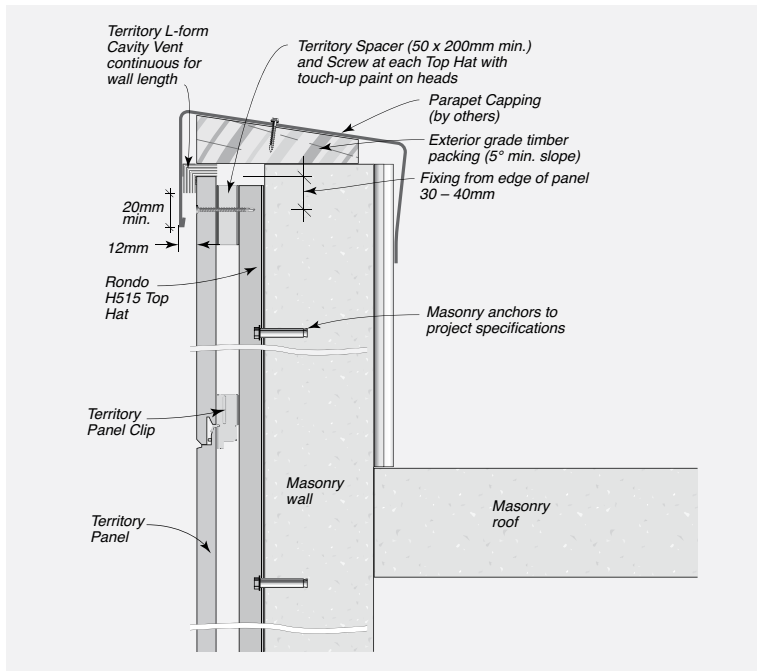 Territory L-form
Cavity Vent
continuous for
wall length
Territory Spacer (50 x 200mm min.)
and Screw at each Top Hat with
touch-up paint on heads
Parapet Capping
(by others)
Exterior grade timber
packing (5° min. slope)
Fixing from edge of panel
30 – 40mm
20mm
min.
12mm
Rondo
H515 Top
Hat
Masonry anchors to
project specifications
Territory
Panel Clip
Masonry
wall
Masonry
roof
Territory
Panel